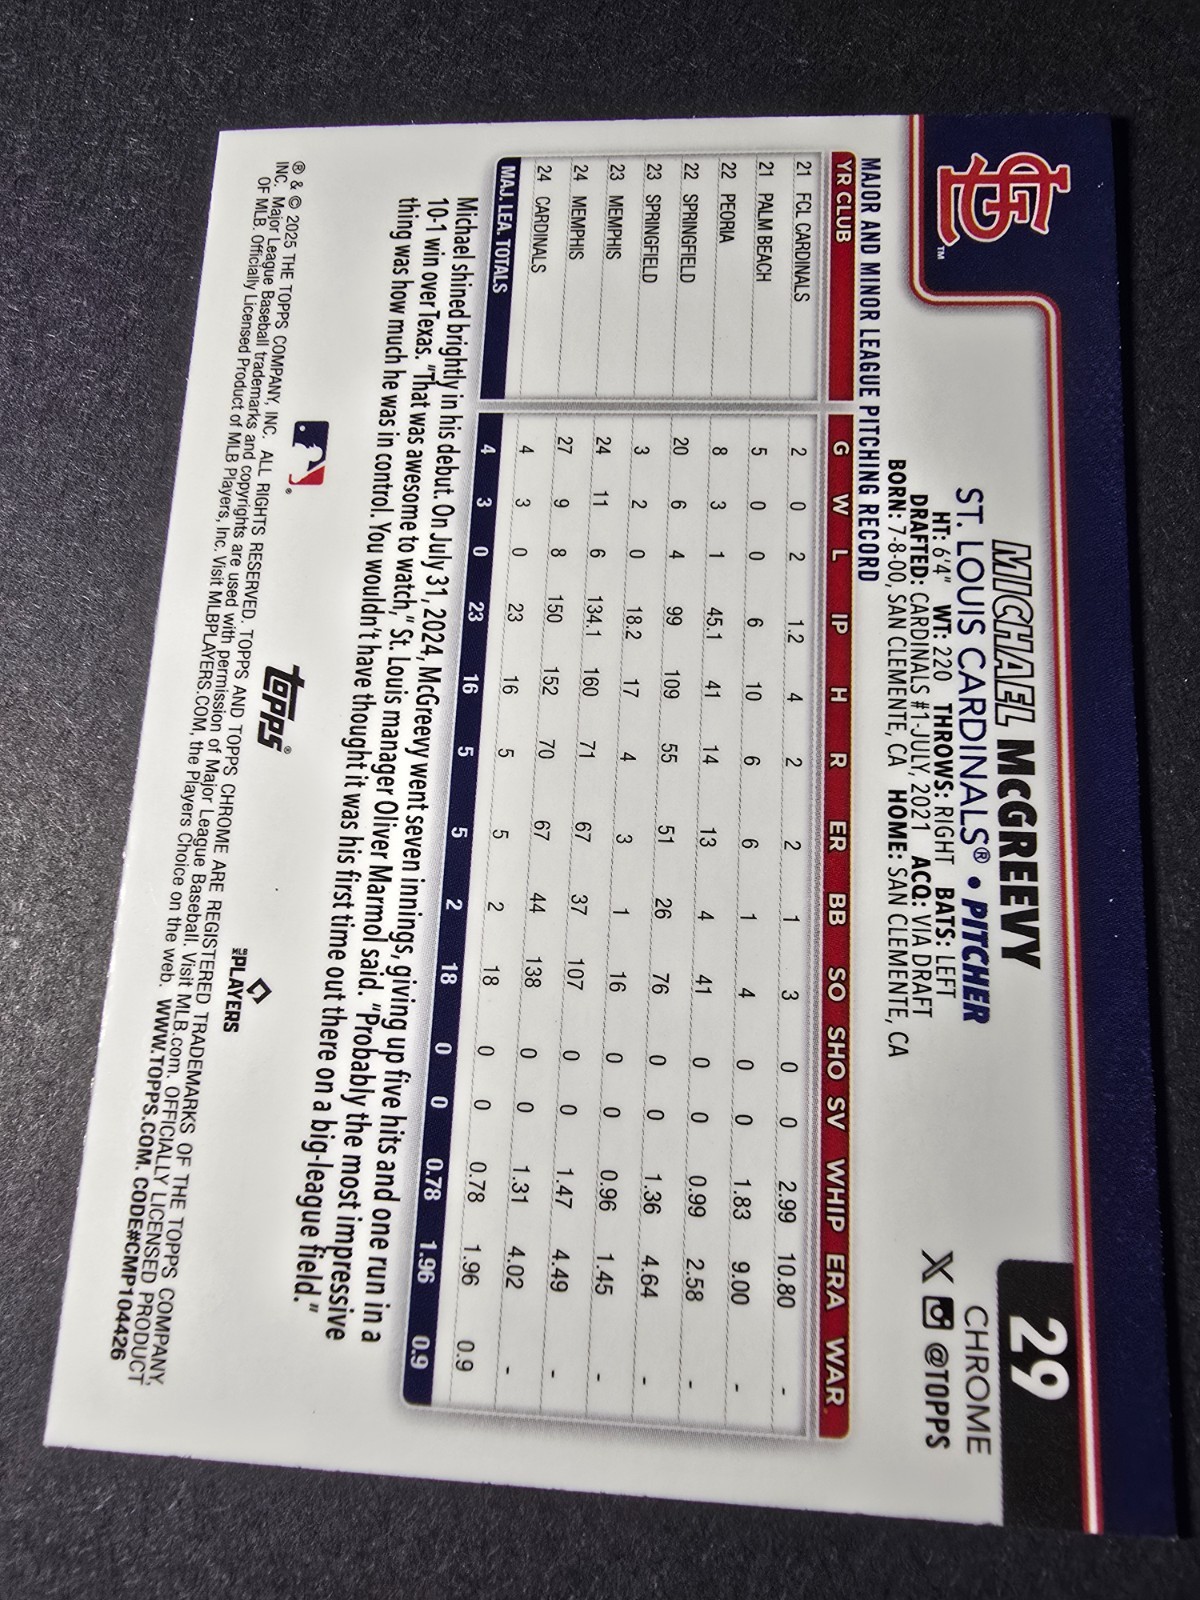 STL™
29
CHROME
X @TOPPS
MICHAEL McGREEVY
ST. LOUIS CARDINALS® • PITCHER
HT: 6'4" WT: 220 THROWS: RIGHT BATS: LEFT
DRAFTED: CARDINALS #1-JULY, 2021 ACQ: VIA DRAFT
BORN: 7-8-00, SAN CLEMENTE, CA HOME: SAN CLEMENTE, CA
MAJOR AND MINOR LEAGUE PITCHING RECORD
YR CLUB G W L IP H R ER BB SO SHO SV WHIP ERA WAR
21 FCL CARDINALS 2 0 2 1.2 4 2 2 1 3 0 0 2.99 10.80 -
21 PALM BEACH 5 0 0 6 10 6 6 1 4 0 0 1.83 9.00 -
22 PEORIA 8 3 1 45.1 41 14 13 4 41 0 0 0.99 2.58 -
22 SPRINGFIELD 20 6 4 99 109 55 51 26 76 0 0 1.36 4.64 -
23 SPRINGFIELD 3 2 0 18.2 17 4 3 1 16 0 0 0.96 1.45 -
23 MEMPHIS 24 11 6 134.1 160 71 67 37 107 0 0 1.47 4.49 -
24 MEMPHIS 27 9 8 150 152 70 67 44 138 0 0 1.31 4.02 -
24 CARDINALS 4 3 0 23 16 5 5 2 18 0 0 0.78 1.96 0.9
MAJ. LEA. TOTALS 4 3 0 23 16 5 5 2 18 0 0 0.78 1.96 0.9
Michael shined brightly in his debut. On July 31, 2024, McGreevy went seven innings, giving up five hits and one run in a
10-1 win over Texas. "That was awesome to watch," St. Louis manager Oliver Marmol said. "Probably the most impressive
thing was how much he was in control. You wouldn't have thought it was his first time out there on a big-league field."
topps®
MLB PLAYERS
® & © 2025 THE TOPPS COMPANY, INC. ALL RIGHTS RESERVED. TOPPS AND TOPPS CHROME ARE REGISTERED TRADEMARKS OF THE TOPPS COMPANY,
INC. Major League Baseball trademarks and copyrights are used with permission of Major League Baseball. Visit MLB.com. OFFICIALLY LICENSED PRODUCT
OF MLB. Officially Licensed Product of MLB Players, Inc. Visit MLBPLAYERS.COM, the Players Choice on the web. WWW.TOPPS.COM. CODE#CMP104426